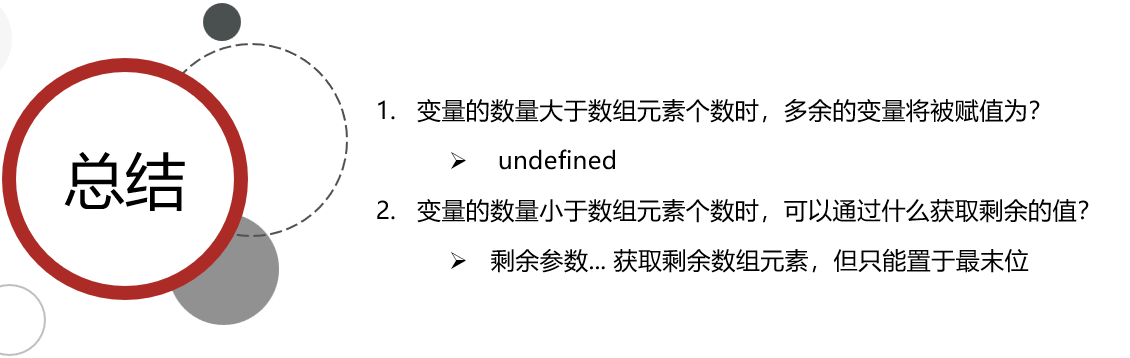 总结
1. 变量的数量大于数组元素个数时，多余的变量将被赋值为？
➢ undefined
2. 变量的数量小于数组元素个数时，可以通过什么获取剩余的值？
➢ 剩余参数... 获取剩余数组元素，但只能置于最末位